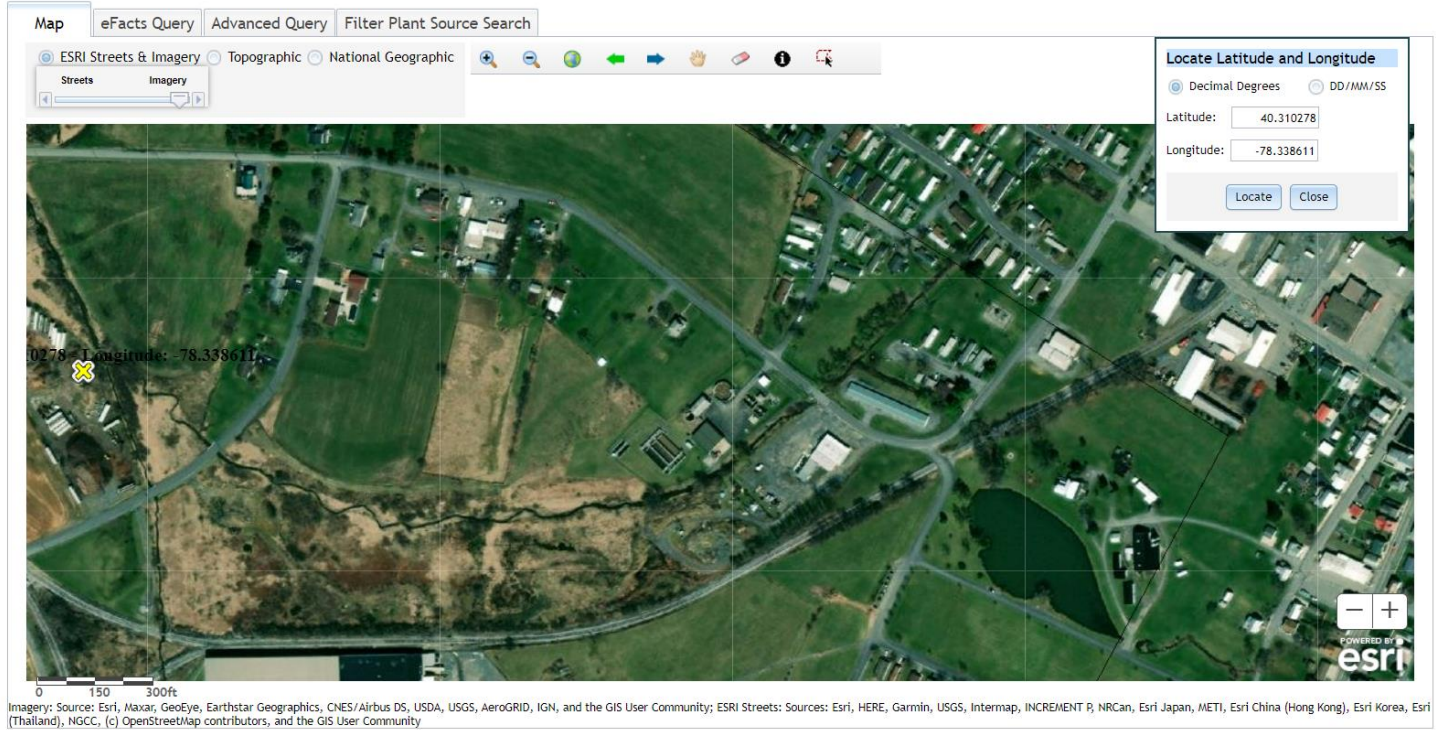 Map eFacts Query Advanced Query Filter Plant Source Search
ESRI Streets & Imagery Topographic National Geographic
Streets Imagery
Locate Latitude and Longitude
Decimal Degrees DD/MM/SS
Latitude: 40.310278
Longitude: -78.338611
Locate Close
0278 - Longitude: -78.338611
POWERED BY
esri
0 150 300ft
Imagery: Source: Esri, Maxar, GeoEye, Earthstar Geographics, CNES/Airbus DS, USDA, USGS, AeroGRID, IGN, and the GIS User Community; ESRI Streets: Sources: Esri, HERE, Garmin, USGS, Intermap, INCREMENT P, NRCan, Esri Japan, METI, Esri China (Hong Kong), Esri Korea, Esri
(Thailand), NGCC, (c) OpenStreetMap contributors, and the GIS User Community